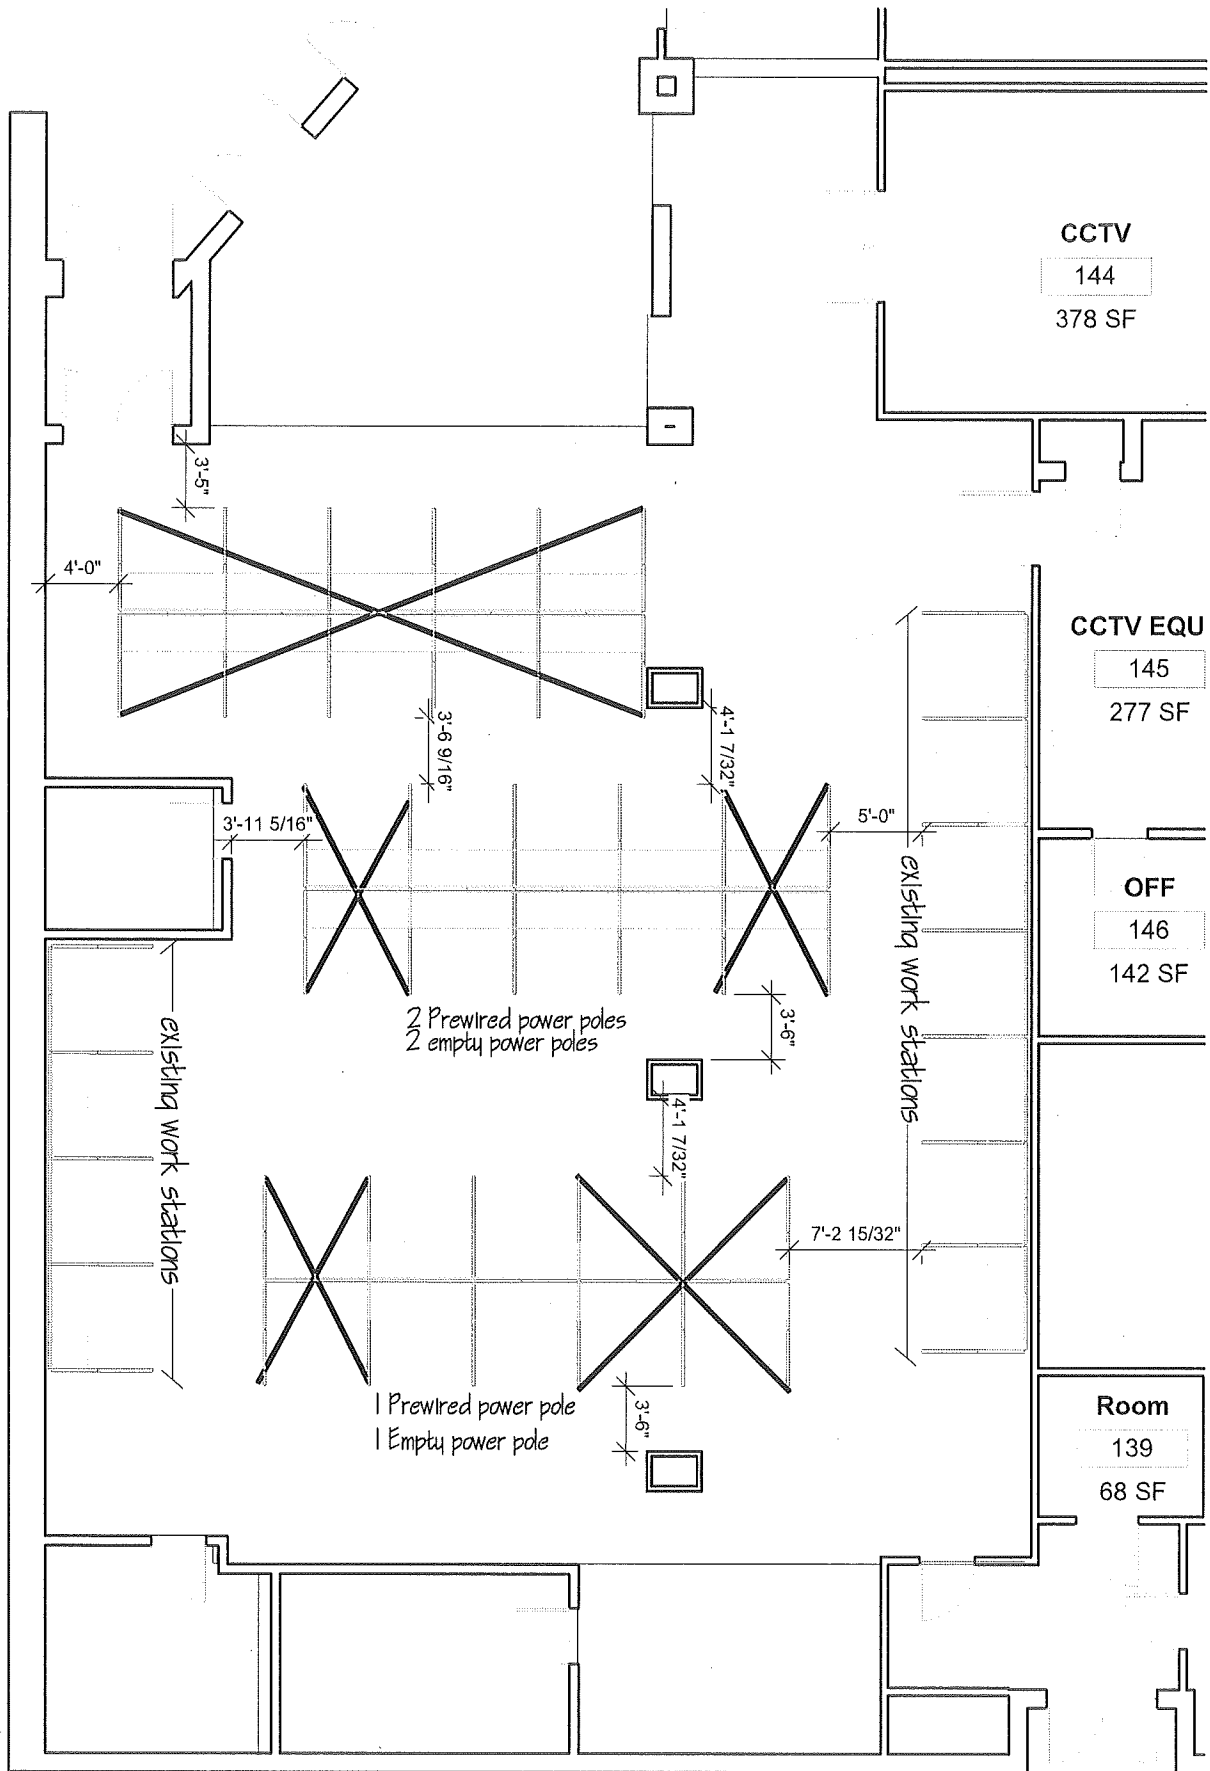 CCTV
144
378 SF
3'-5"
4'-0"
CCTV EQU
145
277 SF
3'-6 9/16"
4'-1 7/32"
3'-11 5/16"
5'-0"
existing work stations
OFF
146
142 SF
2 Prewired power poles
2 empty power poles
3'-6"
existing work stations
4'-1 7/32"
7'-2 15/32"
1 Prewired power pole
1 Empty power pole
3'-6"
Room
139
68 SF